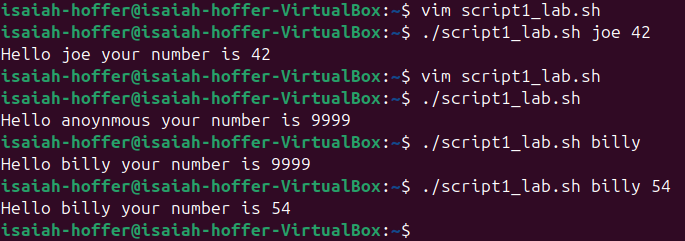 isaiah-hoffer@isaiah-hoffer-VirtualBox:~$ vim script1_lab.sh
isaiah-hoffer@isaiah-hoffer-VirtualBox:~$ ./script1_lab.sh joe 42
Hello joe your number is 42
isaiah-hoffer@isaiah-hoffer-VirtualBox:~$ vim script1_lab.sh
isaiah-hoffer@isaiah-hoffer-VirtualBox:~$ ./script1_lab.sh
Hello anoynmous your number is 9999
isaiah-hoffer@isaiah-hoffer-VirtualBox:~$ ./script1_lab.sh billy
Hello billy your number is 9999
isaiah-hoffer@isaiah-hoffer-VirtualBox:~$ ./script1_lab.sh billy 54
Hello billy your number is 54
isaiah-hoffer@isaiah-hoffer-VirtualBox:~$